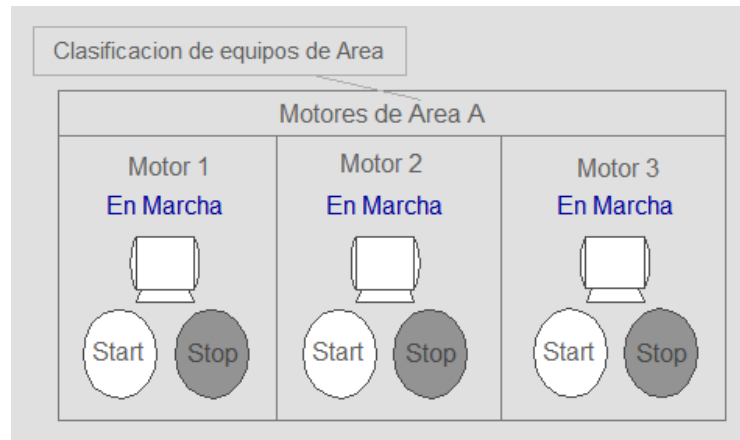 Clasificacion de equipos de Area
Motores de Area A
Motor 1
En Marcha
Start
Stop
Motor 2
En Marcha
Start
Stop
Motor 3
En Marcha
Start
Stop